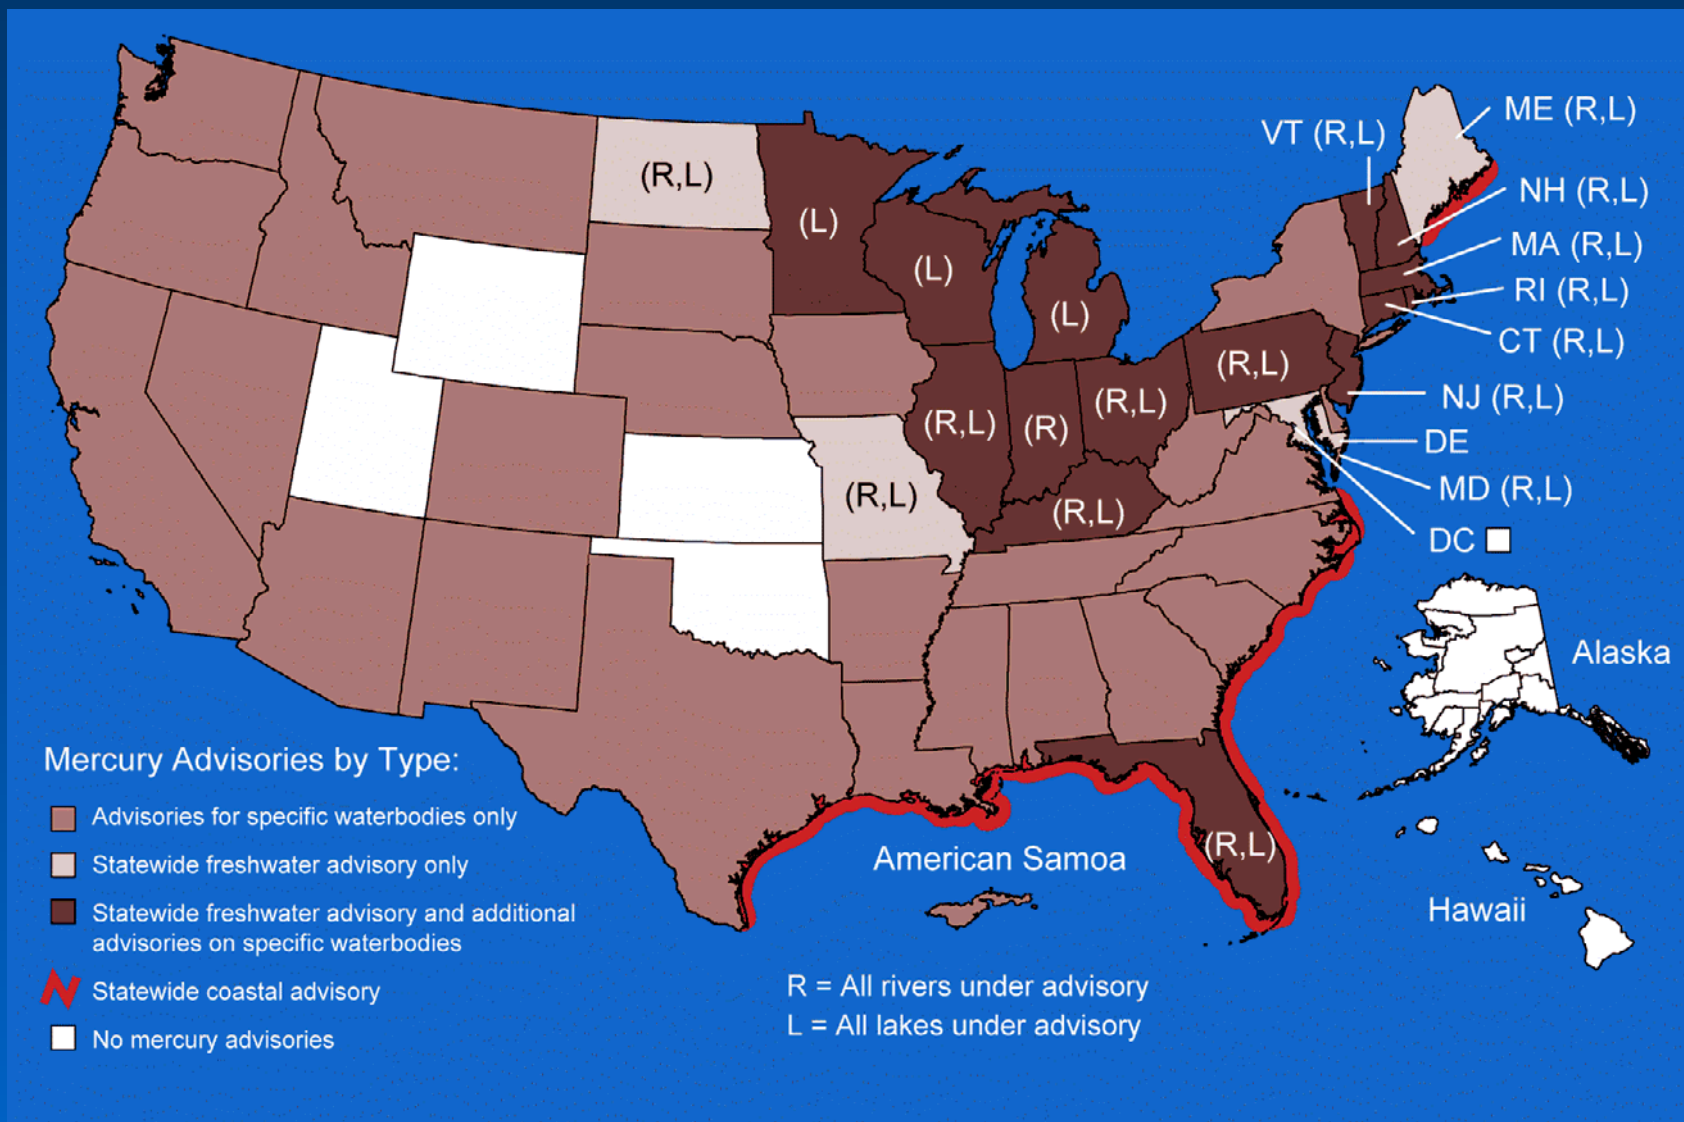 ME (R,L)
VT (R,L)
NH (R,L)
MA (R,L)
RI (R,L)
CT (R,L)
NJ (R,L)
DE
MD (R,L)
DC
(R,L)
(L)
(L)
(L)
(R,L)
(R,L)
(R,L)
(R)
(R,L)
(R,L)
(R,L)
Alaska
Hawaii
American Samoa
Mercury Advisories by Type:
Advisories for specific waterbodies only
Statewide freshwater advisory only
Statewide freshwater advisory and additional
advisories on specific waterbodies
Statewide coastal advisory
No mercury advisories
R = All rivers under advisory
L = All lakes under advisory